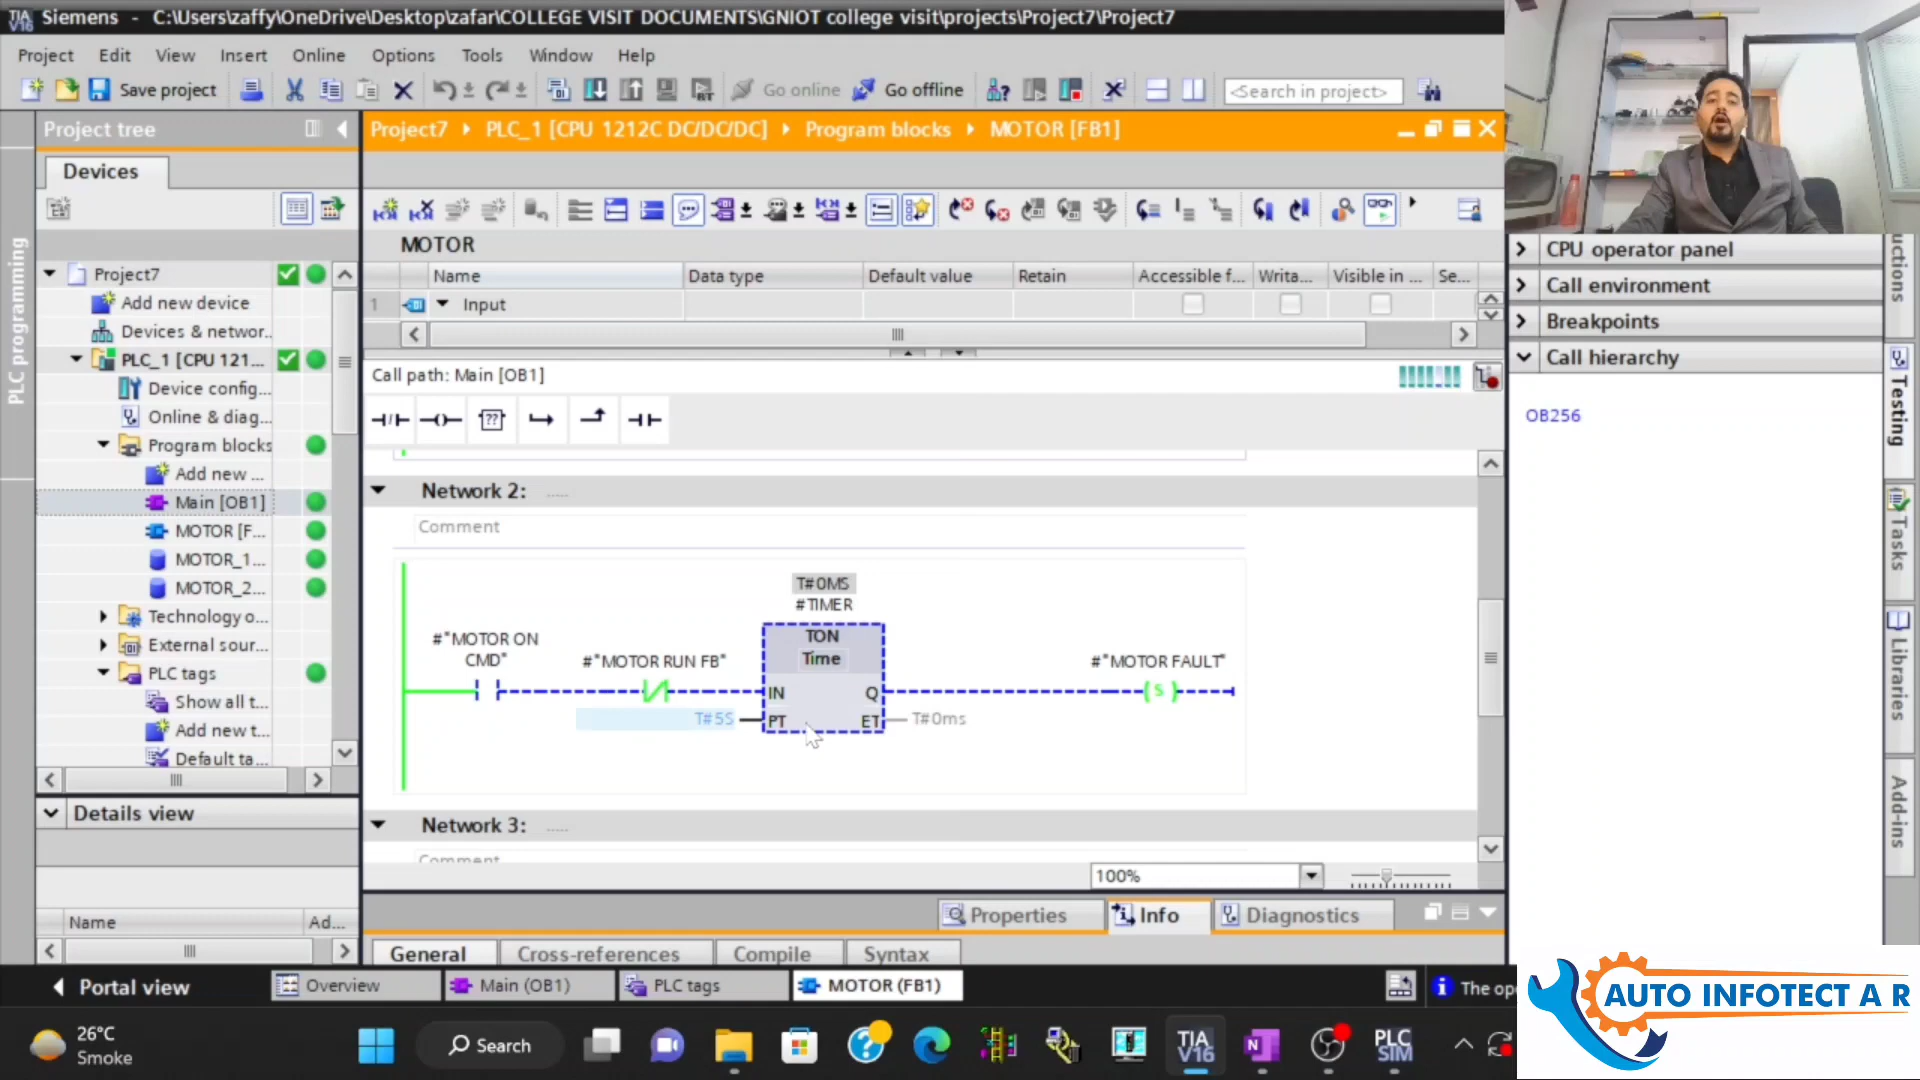 TIA V16
Siemens - C:\Users\zaffy\OneDrive\Desktop\zafar\COLLEGE VISIT DOCUMENTS\GNIOT college visit\projects\Project7\Project7
Project Edit View Insert Online Options Tools Window Help
Save project Go online Go offline <Search in project>
Project tree
Project7 PLC_1 [CPU 1212C DC/DC/DC] Program blocks MOTOR [FB1]
Devices
PLC programming
MOTOR
Name Data type Default value Retain Accessible f... Writa... Visible in ... Se...
1 Input
Project7
Add new device
Devices & networ...
PLC_1 [CPU 121...
Device config...
Online & diag...
Program blocks
Add new ...
Main [OB1]
MOTOR [F...
MOTOR_1...
MOTOR_2...
Technology o...
External sour...
PLC tags
Show all t...
Add new t...
Default ta...
Details view
Name Ad...
Call path: Main [OB1]
??
Network 2: .....
Comment
T#0MS
#TIMER
TON
Time
#"MOTOR ON
CMD"
#"MOTOR RUN FB"
#"MOTOR FAULT"
IN Q
S
T#5S PT ET T#0ms
Network 3: .....
Comment
100%
Properties Info Diagnostics
General Cross-references Compile Syntax
CPU operator panel
Call environment
Breakpoints
Call hierarchy
OB256
uctions
Testing
Tasks
Libraries
Add-ins
Portal view Overview Main (OB1) PLC tags MOTOR (FB1) The op
AUTO INFOTECT A R
26°C
Smoke
Search
TIA
V16
PLC
SIM